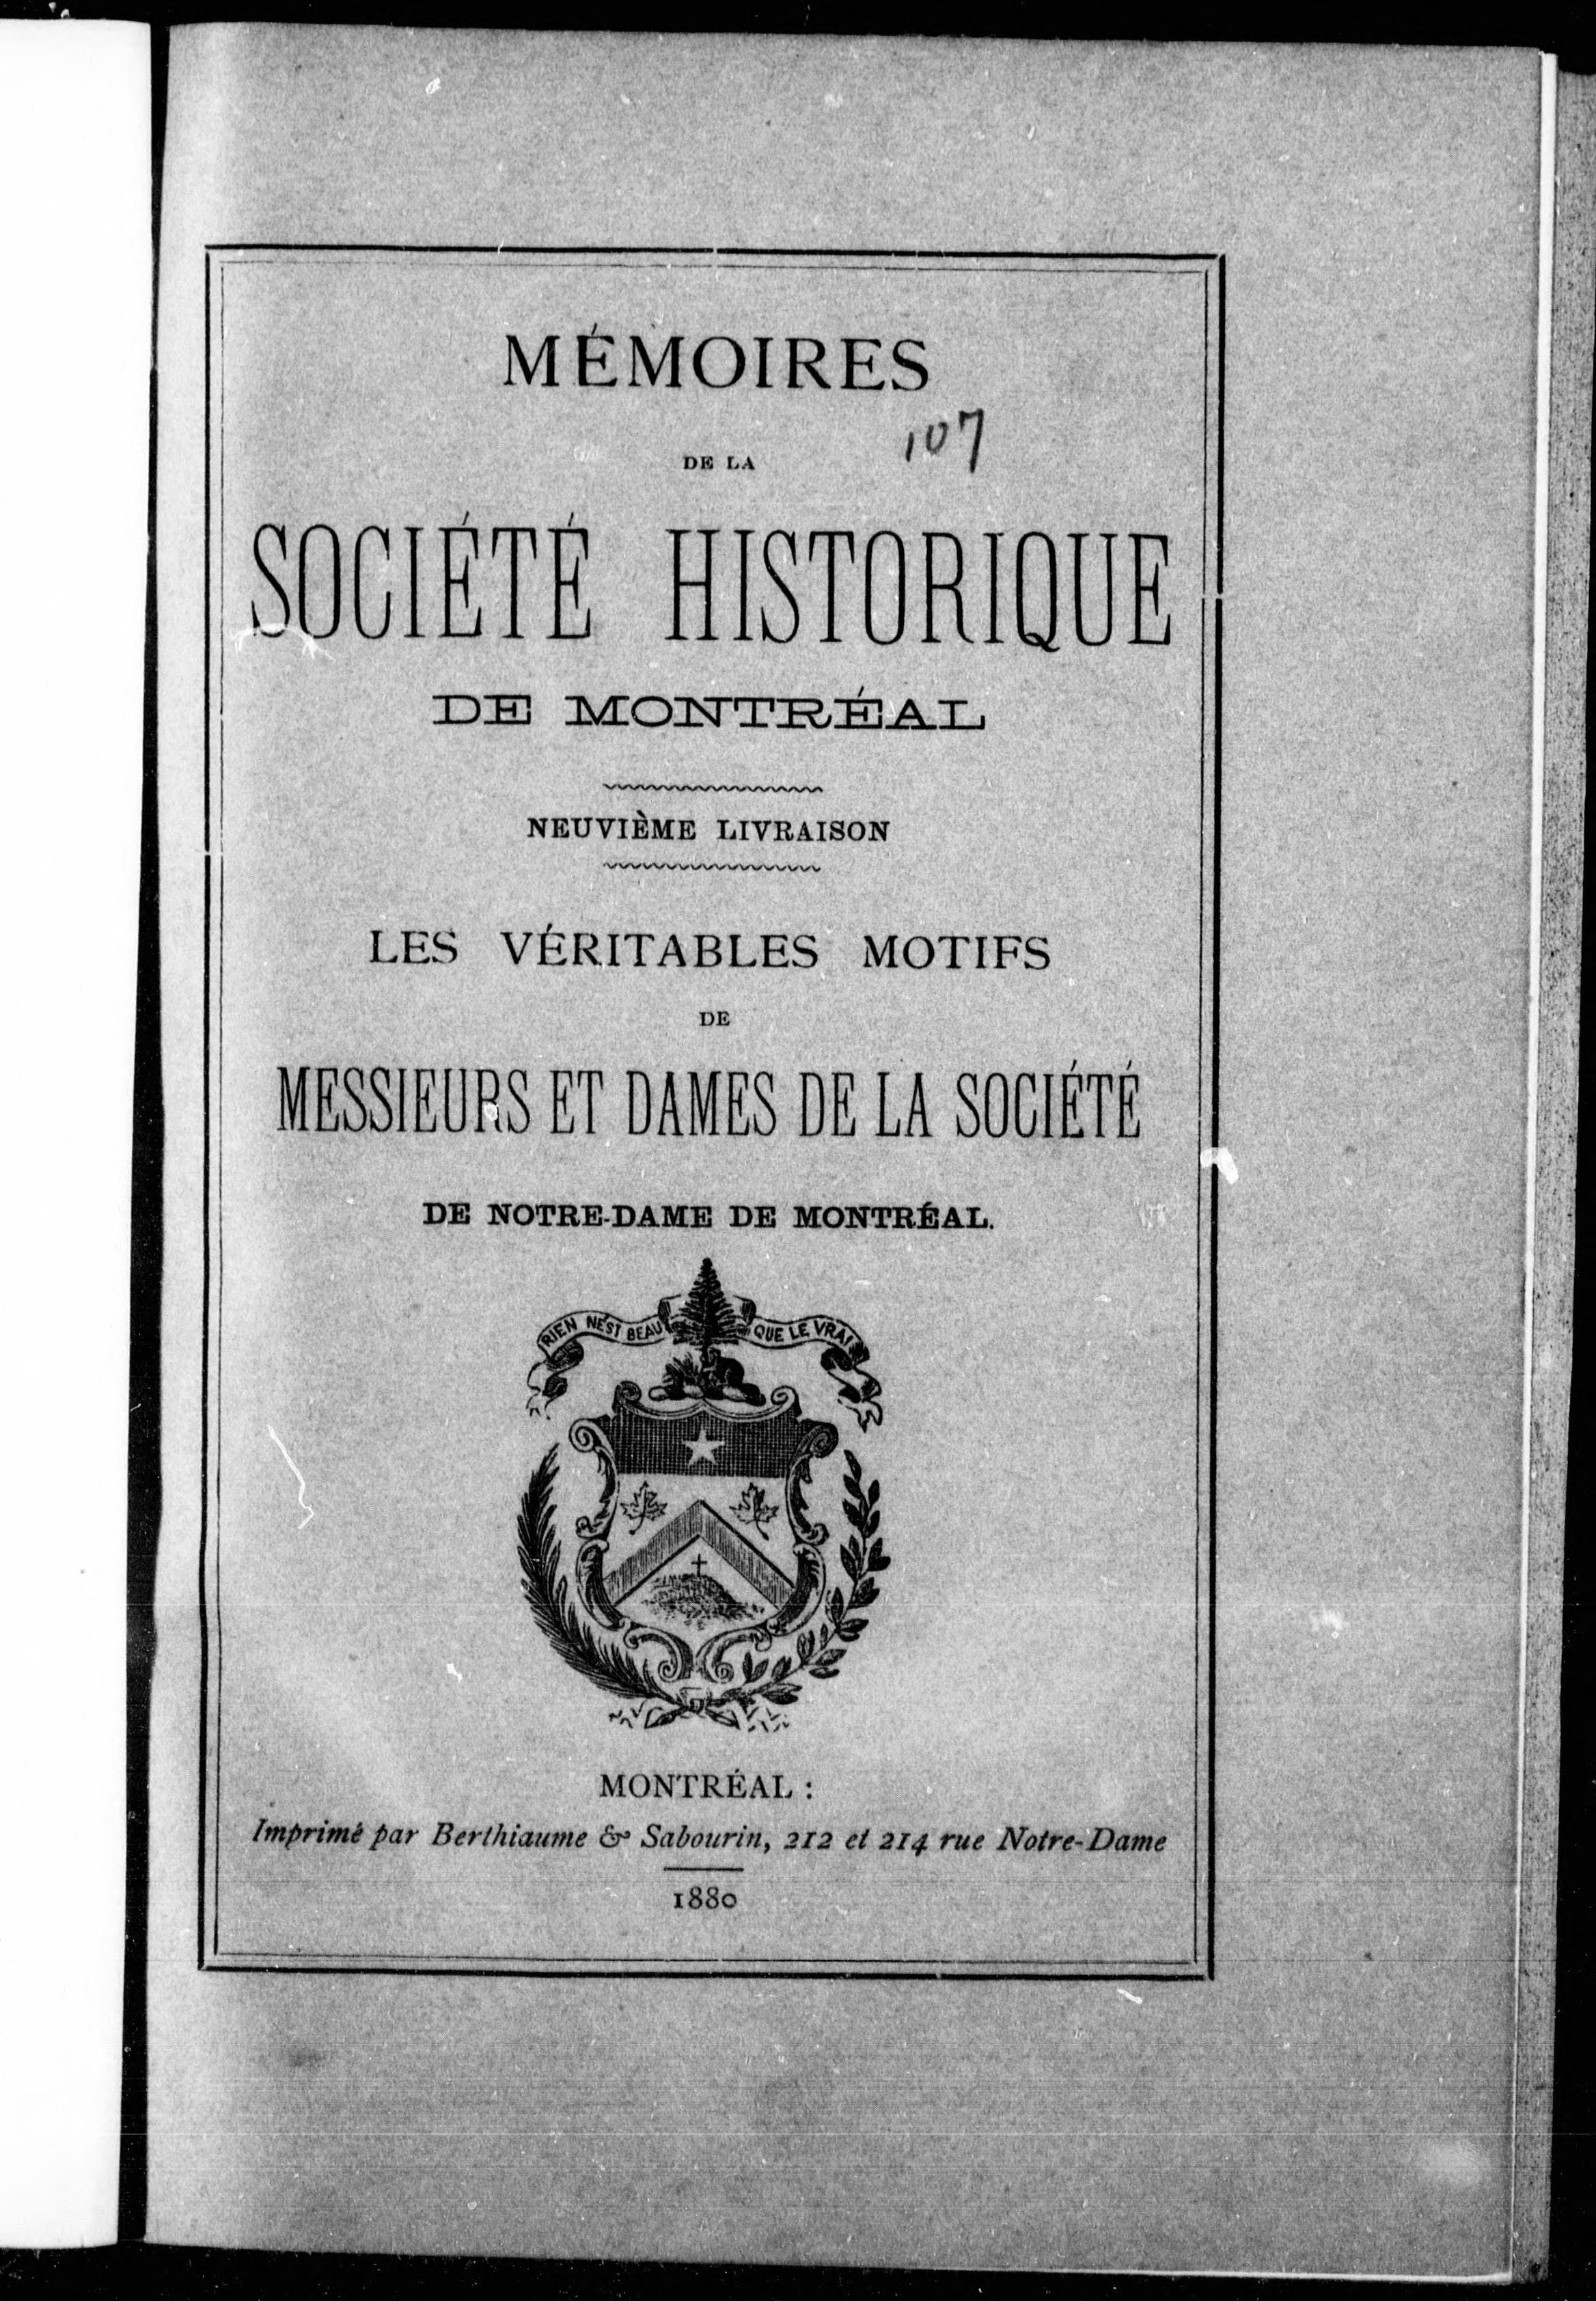 MÉMOIRES
107
DE LA
SOCIÉTÉ HISTORIQUE
DE MONTRÉAL
NEUVIÈME LIVRAISON
LES VÉRITABLES MOTIFS
DE
MESSIEURS ET DAMES DE LA SOCIÉTÉ
DE NOTRE-DAME DE MONTRÉAL.
RIEN N'EST BEAU QUE LE VRAI
MONTRÉAL :
Imprimé par Berthiaume & Sabourin, 212 et 214 rue Notre-Dame
1880